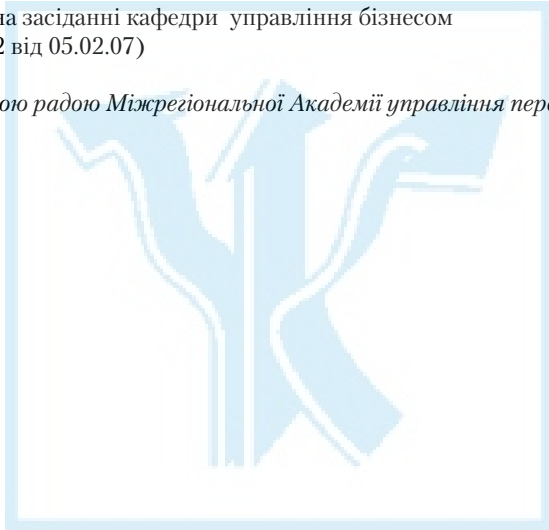 на засіданні кафедри управління бізнесом
2 від 05.02.07)
ою радою Міжрегіональної Академії управління пер